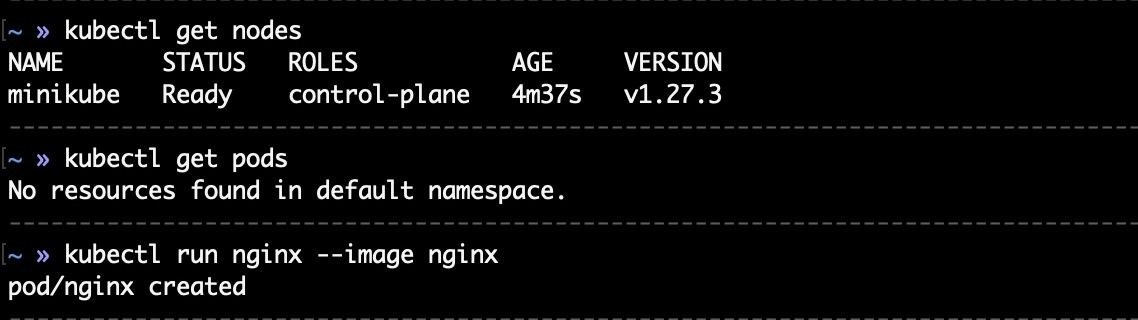 ~ » kubectl get nodes
NAME       STATUS   ROLES           AGE     VERSION
minikube   Ready    control-plane   4m37s   v1.27.3
~ » kubectl get pods
No resources found in default namespace.
~ » kubectl run nginx --image nginx
pod/nginx created